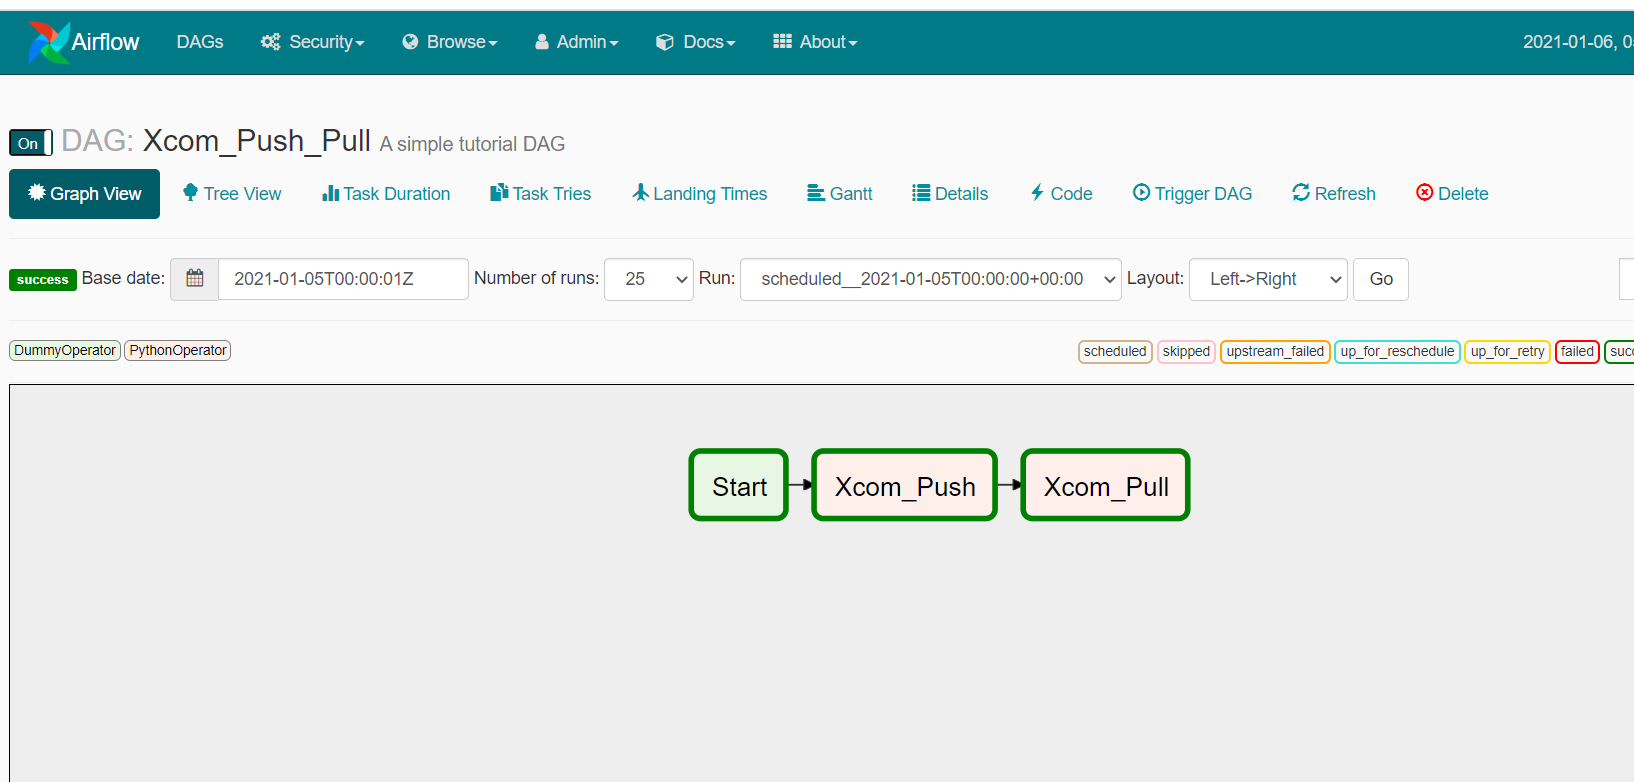 Airflow DAGs Security Browse Admin Docs About 2021-01-06, 0
On DAG: Xcom_Push_Pull A simple tutorial DAG
Graph View Tree View Task Duration Task Tries Landing Times Gantt Details Code Trigger DAG Refresh Delete
success Base date: 2021-01-05T00:00:01Z Number of runs: 25 Run: scheduled__2021-01-05T00:00:00+00:00 Layout: Left->Right Go
DummyOperator PythonOperator scheduled skipped upstream_failed up_for_reschedule up_for_retry failed succ
Start Xcom_Push Xcom_Pull